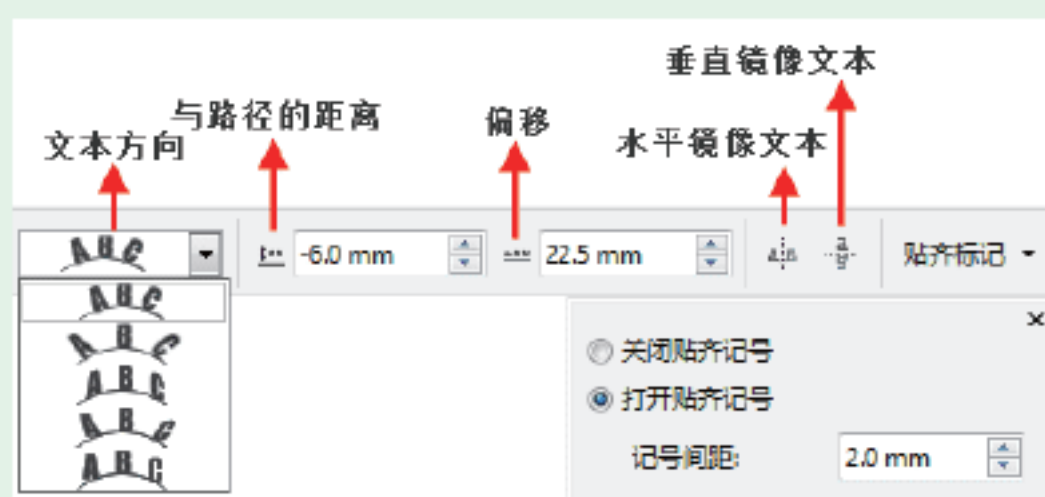 垂直镜像文本
与路径的距离
偏移
文本方向
水平镜像文本
ABC
-6.0 mm
22.5 mm
贴齐标记
ABC
ABC
ABC
ABC
ABC
关闭贴齐记号
打开贴齐记号
记号间距:
2.0 mm